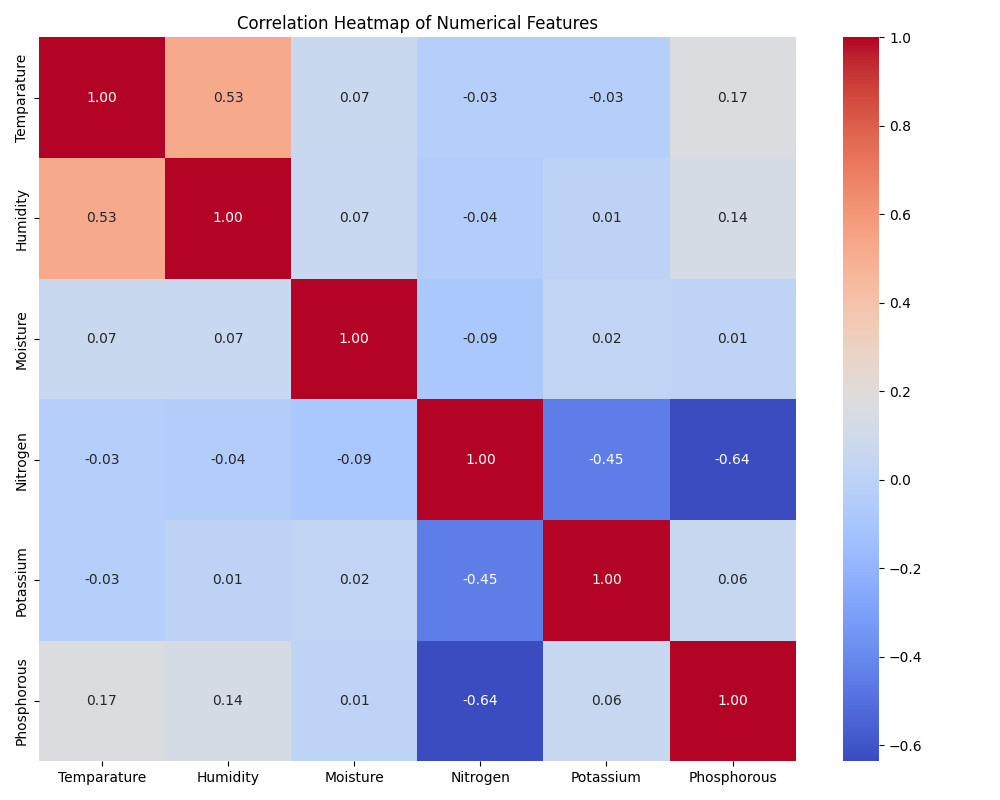 Correlation Heatmap of Numerical Features
Temparature 1.00 0.53 0.07 -0.03 -0.03 0.17
Humidity 0.53 1.00 0.07 -0.04 0.01 0.14
Moisture 0.07 0.07 1.00 -0.09 0.02 0.01
Nitrogen -0.03 -0.04 -0.09 1.00 -0.45 -0.64
Potassium -0.03 0.01 0.02 -0.45 1.00 0.06
Phosphorous 0.17 0.14 0.01 -0.64 0.06 1.00
Temparature Humidity Moisture Nitrogen Potassium Phosphorous
1.0
0.8
0.6
0.4
0.2
0.0
−0.2
−0.4
−0.6